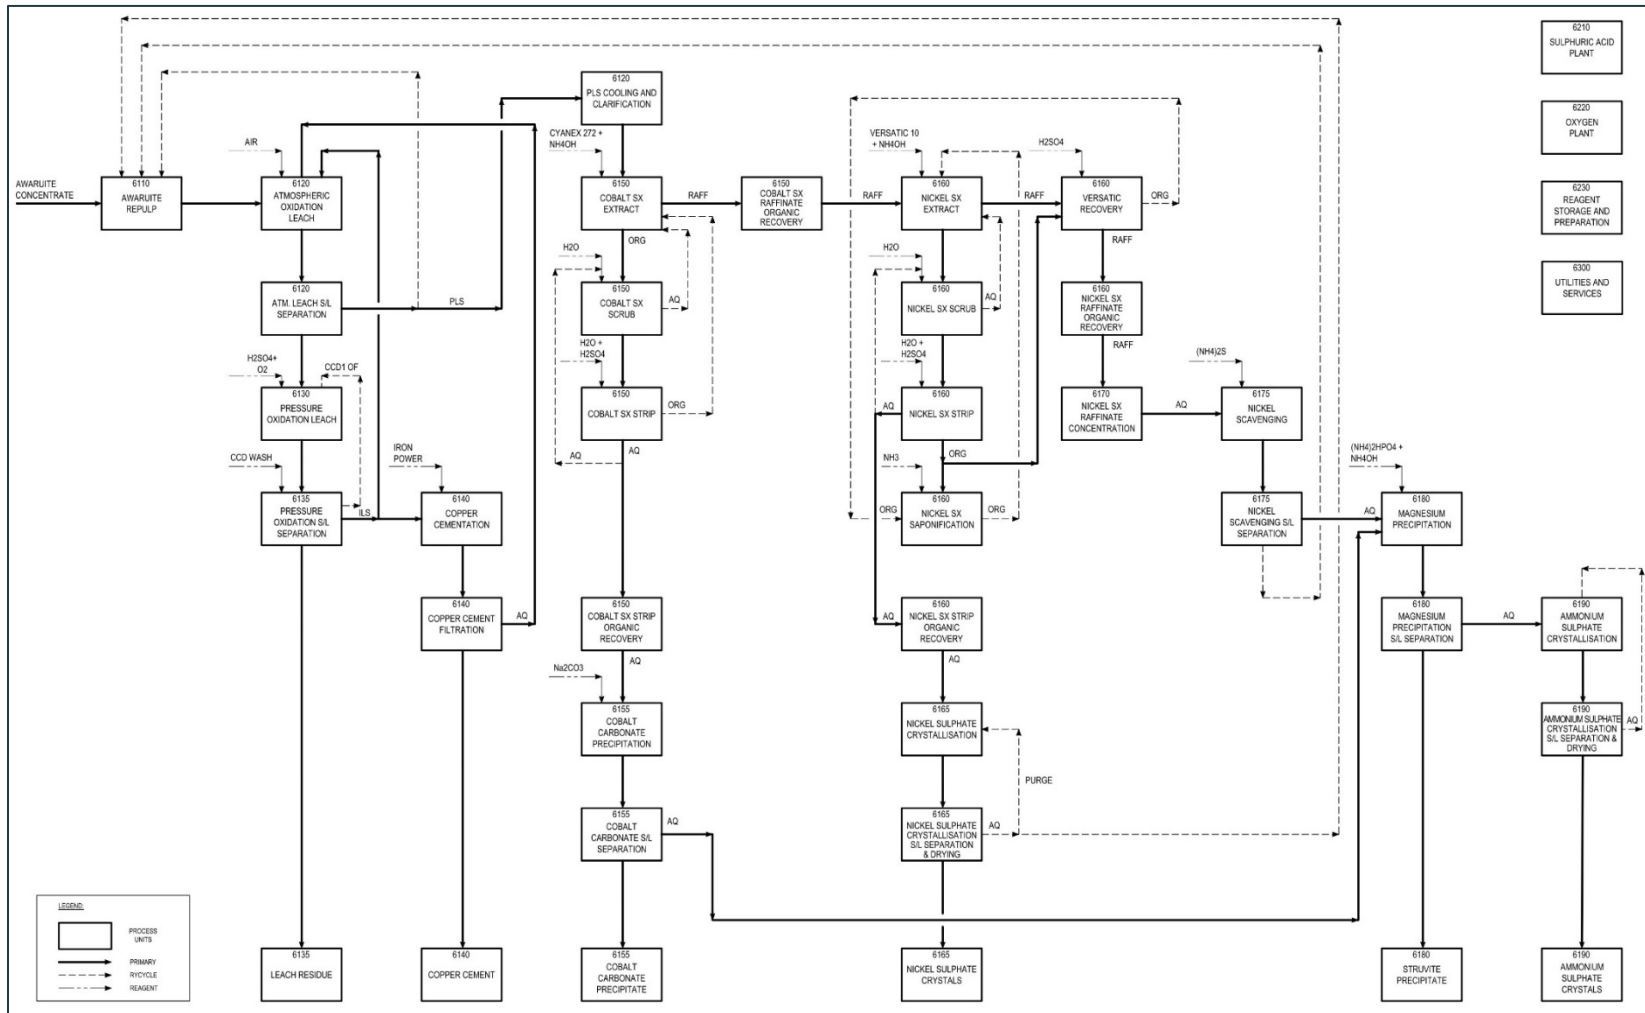 6210
SULPHURIC ACID
PLANT
6220
OXYGEN
PLANT
6230
REAGENT
STORAGE AND
PREPARATION
6300
UTILITIES AND
SERVICES
AWARUITE
CONCENTRATE
6110
AWARUITE
REPULP
AIR
6120
ATMOSPHERIC
OXIDATION
LEACH
6120
ATM. LEACH S/L
SEPARATION
PLS
H2SO4+
O2
CCD1 OF
6130
PRESSURE
OXIDATION LEACH
CCD WASH
6135
PRESSURE
OXIDATION S/L
SEPARATION
ILS
IRON
POWER
6140
COPPER
CEMENTATION
6140
COPPER CEMENT
FILTRATION
AQ
6120
PLS COOLING AND
CLARIFICATION
CYANEX 272 +
NH4OH
6150
COBALT SX
EXTRACT
RAFF
ORG
H2O
6150
COBALT SX
SCRUB
AQ
H2O +
H2SO4
6150
COBALT SX STRIP
ORG
AQ
AQ
6150
COBALT SX STRIP
ORGANIC
RECOVERY
AQ
Na2CO3
6155
COBALT
CARBONATE
PRECIPITATION
6155
COBALT
CARBONATE S/L
SEPARATION
AQ
6150
COBALT SX
RAFFINATE
ORGANIC
RECOVERY
RAFF
VERSATIC 10
+ NH4OH
6160
NICKEL SX
EXTRACT
RAFF
H2O
6160
NICKEL SX SCRUB
AQ
H2O +
H2SO4
6160
NICKEL SX STRIP
AQ
ORG
NH3
ORG
6160
NICKEL SX
SAPONIFICATION
ORG
AQ
6160
NICKEL SX STRIP
ORGANIC
RECOVERY
AQ
6165
NICKEL SULPHATE
CRYSTALLISATION
PURGE
6165
NICKEL SULPHATE
CRYSTALLISATION
S/L SEPARATION
& DRYING
AQ
H2SO4
6160
VERSATIC
RECOVERY
ORG
RAFF
6160
NICKEL SX
RAFFINATE
ORGANIC
RECOVERY
RAFF
6170
NICKEL SX
RAFFINATE
CONCENTRATION
AQ
(NH4)2S
6175
NICKEL
SCAVENGING
6175
NICKEL
SCAVENGING S/L
SEPARATION
AQ
(NH4)2HPO4 +
NH4OH
6180
MAGNESIUM
PRECIPITATION
6180
MAGNESIUM
PRECIPITATION
S/L SEPARATION
AQ
6190
AMMONIUM
SULPHATE
CRYSTALLISATION
6190
AMMONIUM SULPHATE
CRYSTALLISATION
S/L SEPARATION &
DRYING
AQ
LEGEND:
PROCESS
UNITS
PRIMARY
RYCYCLE
REAGENT
6135
LEACH RESIDUE
6140
COPPER CEMENT
6155
COBALT
CARBONATE
PRECIPITATE
6165
NICKEL SULPHATE
CRYSTALS
6180
STRUVITE
PRECIPITATE
6190
AMMONIUM
SULPHATE
CRYSTALS